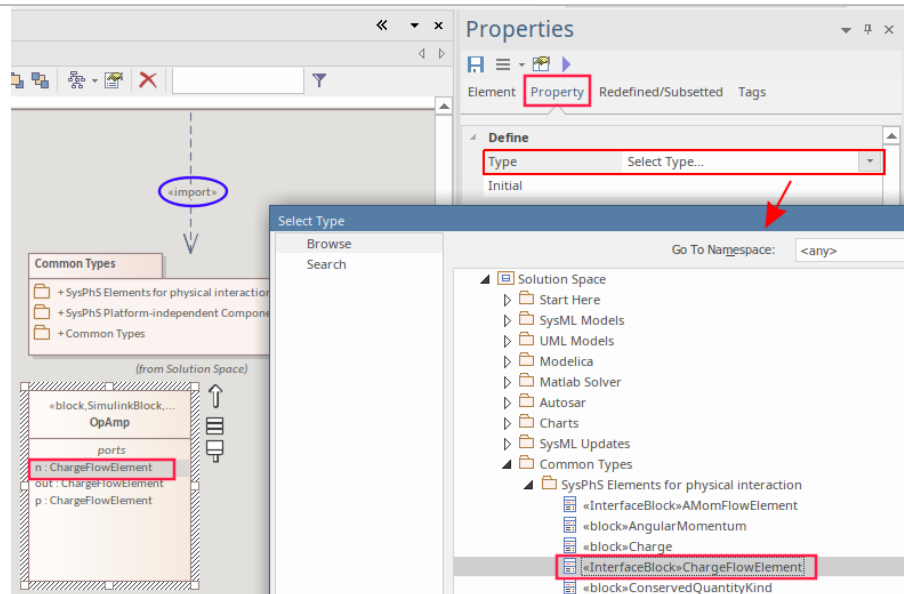 Properties
Element Property Redefined/Subsetted Tags
Define
Type Select Type...
Initial
«import»
Common Types
+SysPhS Elements for physical interaction
+SysPhS Platform-independent
+Common Types
(from Solution Space)
«block,SimulinkBlock,...
OpAmp
ports
n : ChargeFlowElement
out : ChargeFlowElement
p : ChargeFlowElement
Select Type
Browse
Search
Go To Namespace: <any>
Solution Space
Start Here
SysML Models
UML Models
Modelica
Matlab Solver
Autosar
Charts
SysML Updates
Common Types
SysPhS Elements for physical interaction
«InterfaceBlock»AMomFlowElement
«block»AngularMomentum
«block»Charge
«InterfaceBlock»ChargeFlowElement
«block»ConservedQuantityKind